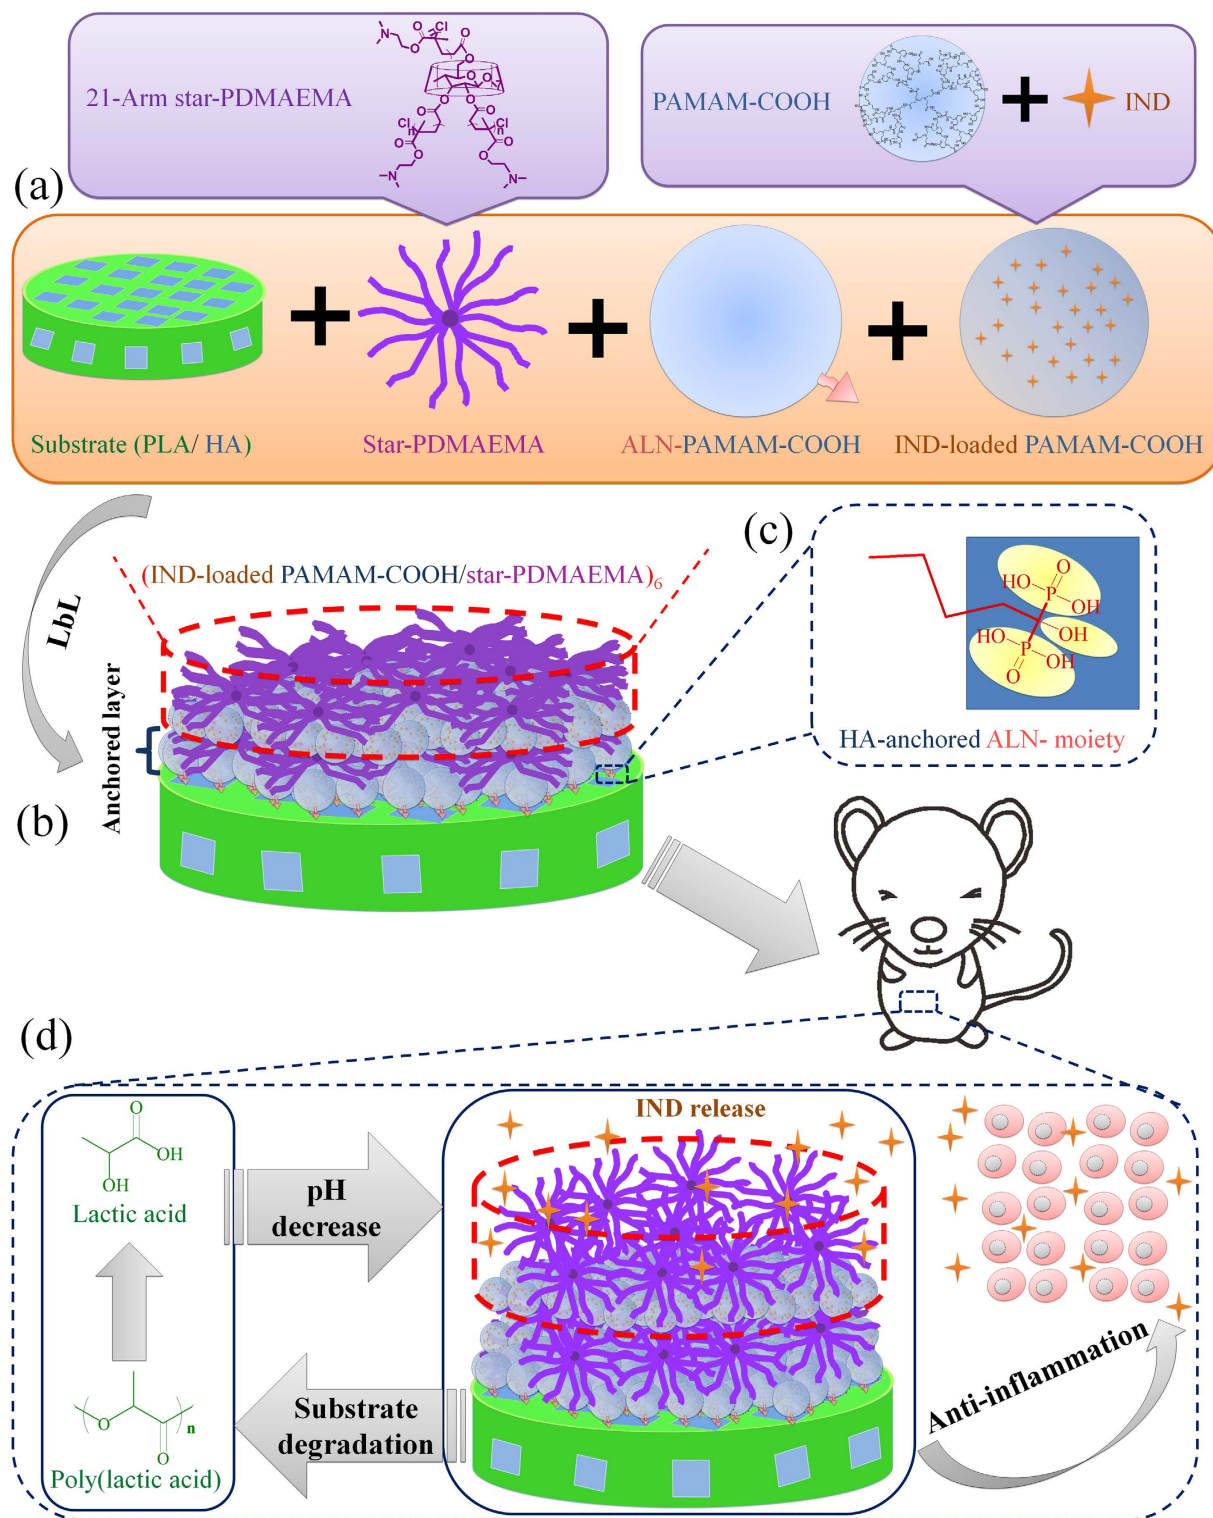 21-Arm star-PDMAEMA
PAMAM-COOH
IND
(a)
Substrate (PLA/ HA)
Star-PDMAEMA
ALN-PAMAM-COOH
IND-loaded PAMAM-COOH
LbL
(IND-loaded PAMAM-COOH/star-PDMAEMA)6
Anchored layer
(b)
(c)
HO
P
O
OH
OH
HO
P
OH
O
HA-anchored ALN- moiety
(d)
O
OH
OH
Lactic acid
pH
decrease
IND release
Substrate
degradation
Anti-inflammation
O
O
n
Poly(lactic acid)